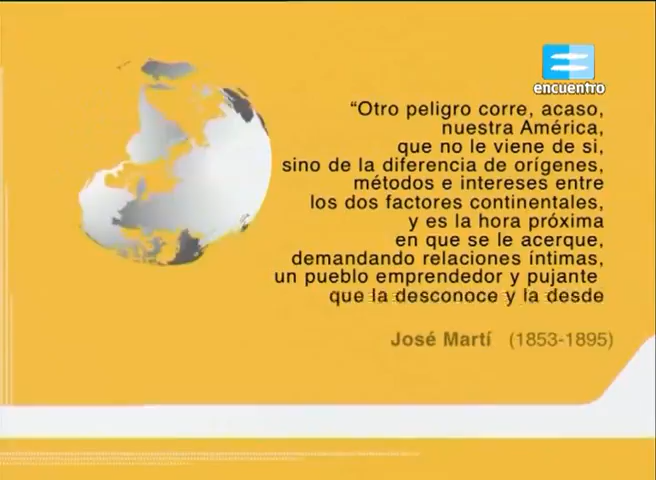 encuentro
“Otro peligro corre, acaso,
nuestra América,
que no le viene de si,
sino de la diferencia de orígenes,
métodos e intereses entre
los dos factores continentales,
y es la hora próxima
en que se le acerque,
demandando relaciones íntimas,
un pueblo emprendedor y pujante
que la desconoce y la desde
José Martí (1853-1895)